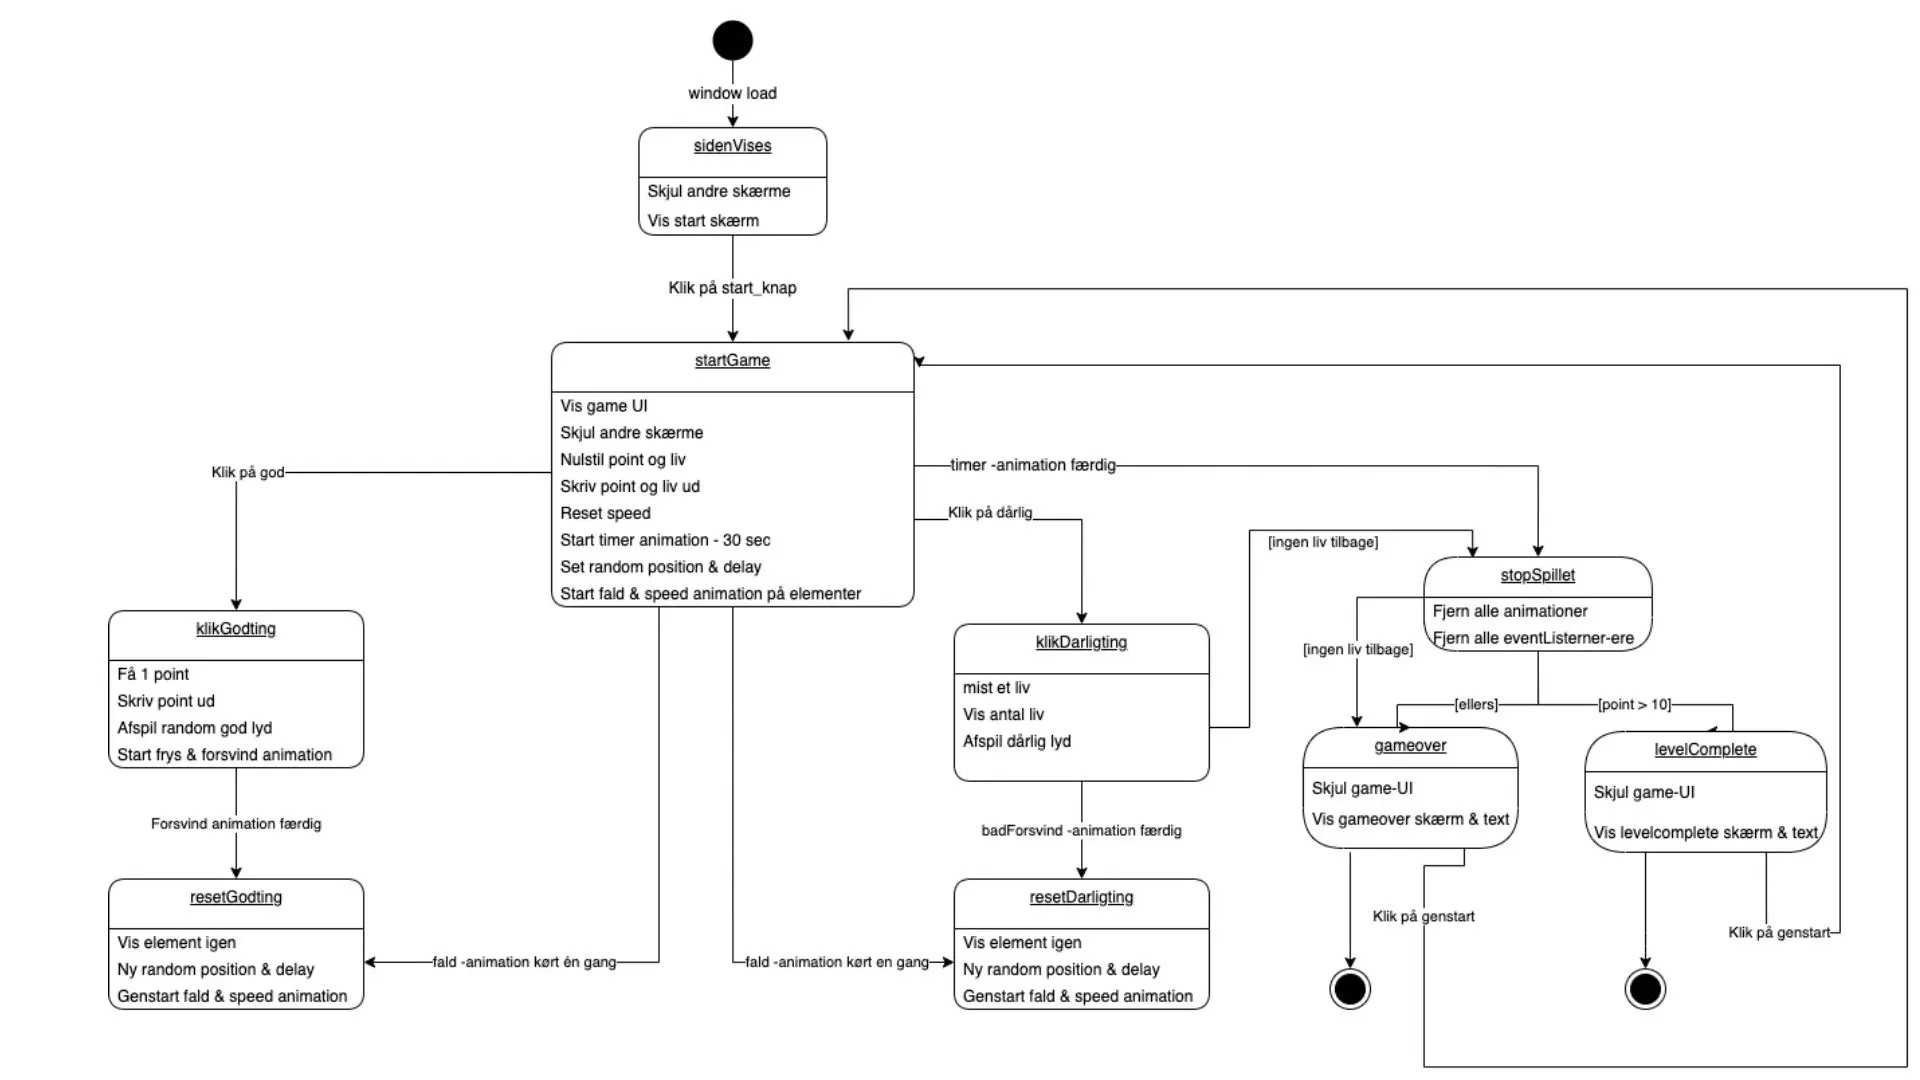 window load
sidenVises
Skjul andre skærme
Vis start skærm
Klik på start_knap
startGame
Vis game UI
Skjul andre skærme
Nulstil point og liv
Skriv point og liv ud
Reset speed
Start timer animation - 30 sec
Set random position & delay
Start fald & speed animation på elementer
Klik på god
klikGodting
Få 1 point
Skriv point ud
Afspil random god lyd
Start frys & forsvind animation
Forsvind animation færdig
resetGodting
Vis element igen
Ny random position & delay
Genstart fald & speed animation
fald -animation kørt én gang
fald -animation kørt en gang
timer -animation færdig
Klik på dårlig
klikDarligting
mist et liv
Vis antal liv
Afspil dårlig lyd
badForsvind -animation færdig
resetDarligting
Vis element igen
Ny random position & delay
Genstart fald & speed animation
[ingen liv tilbage]
stopSpillet
Fjern alle animationer
Fjern alle eventListerner-ere
[ingen liv tilbage]
[ellers]
[point > 10]
gameover
Skjul game-UI
Vis gameover skærm & text
Klik på genstart
levelComplete
Skjul game-UI
Vis levelcomplete skærm & text
Klik på genstart